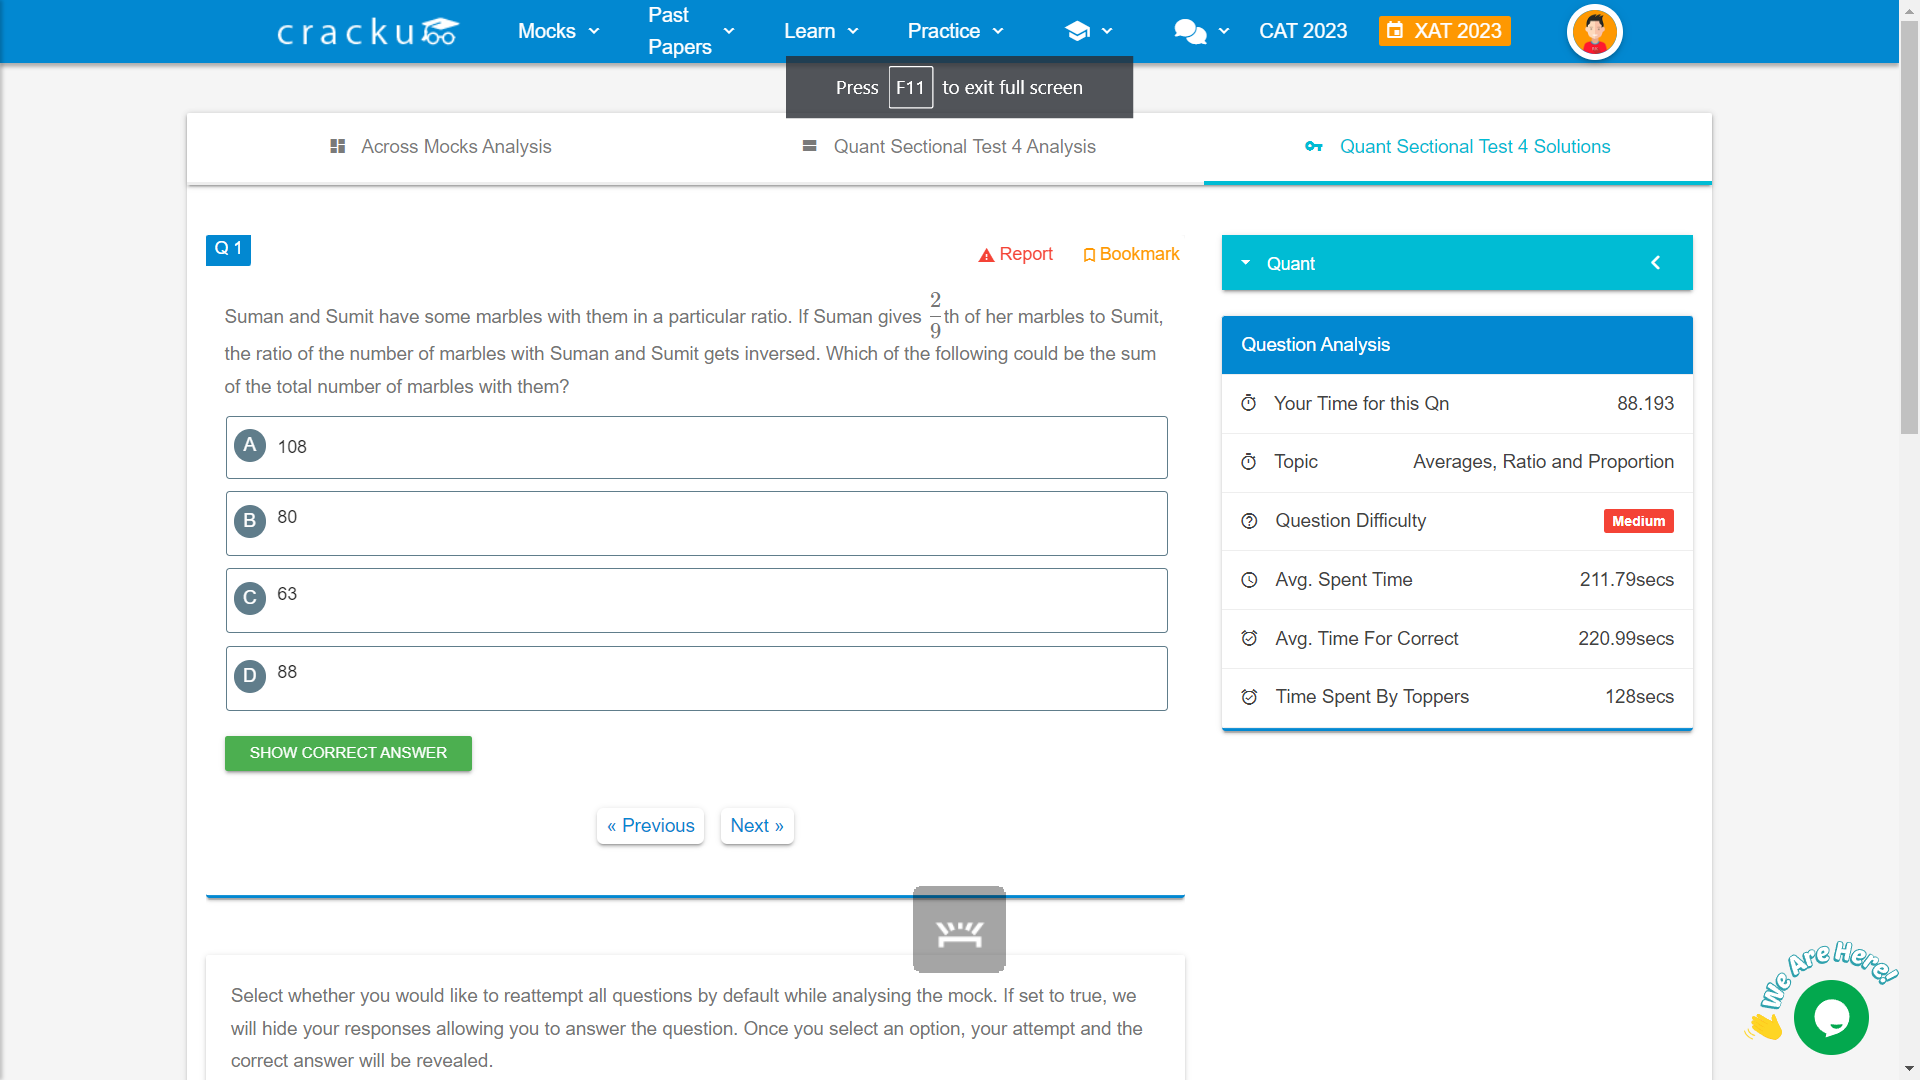 cracku
Mocks
Past
Papers
Learn
Practice
CAT 2023
XAT 2023
Press F11 to exit full screen
Across Mocks Analysis
Quant Sectional Test 4 Analysis
Quant Sectional Test 4 Solutions
Q 1
Report
Bookmark
Suman and Sumit have some marbles with them in a particular ratio. If Suman gives 2/9th of her marbles to Sumit,
the ratio of the number of marbles with Suman and Sumit gets inversed. Which of the following could be the sum
of the total number of marbles with them?
A 108
B 80
C 63
D 88
SHOW CORRECT ANSWER
« Previous
Next »
Quant
Question Analysis
Your Time for this Qn 88.193
Topic Averages, Ratio and Proportion
Question Difficulty Medium
Avg. Spent Time 211.79secs
Avg. Time For Correct 220.99secs
Time Spent By Toppers 128secs
Select whether you would like to reattempt all questions by default while analysing the mock. If set to true, we
will hide your responses allowing you to answer the question. Once you select an option, your attempt and the
correct answer will be revealed.
We Are Here!